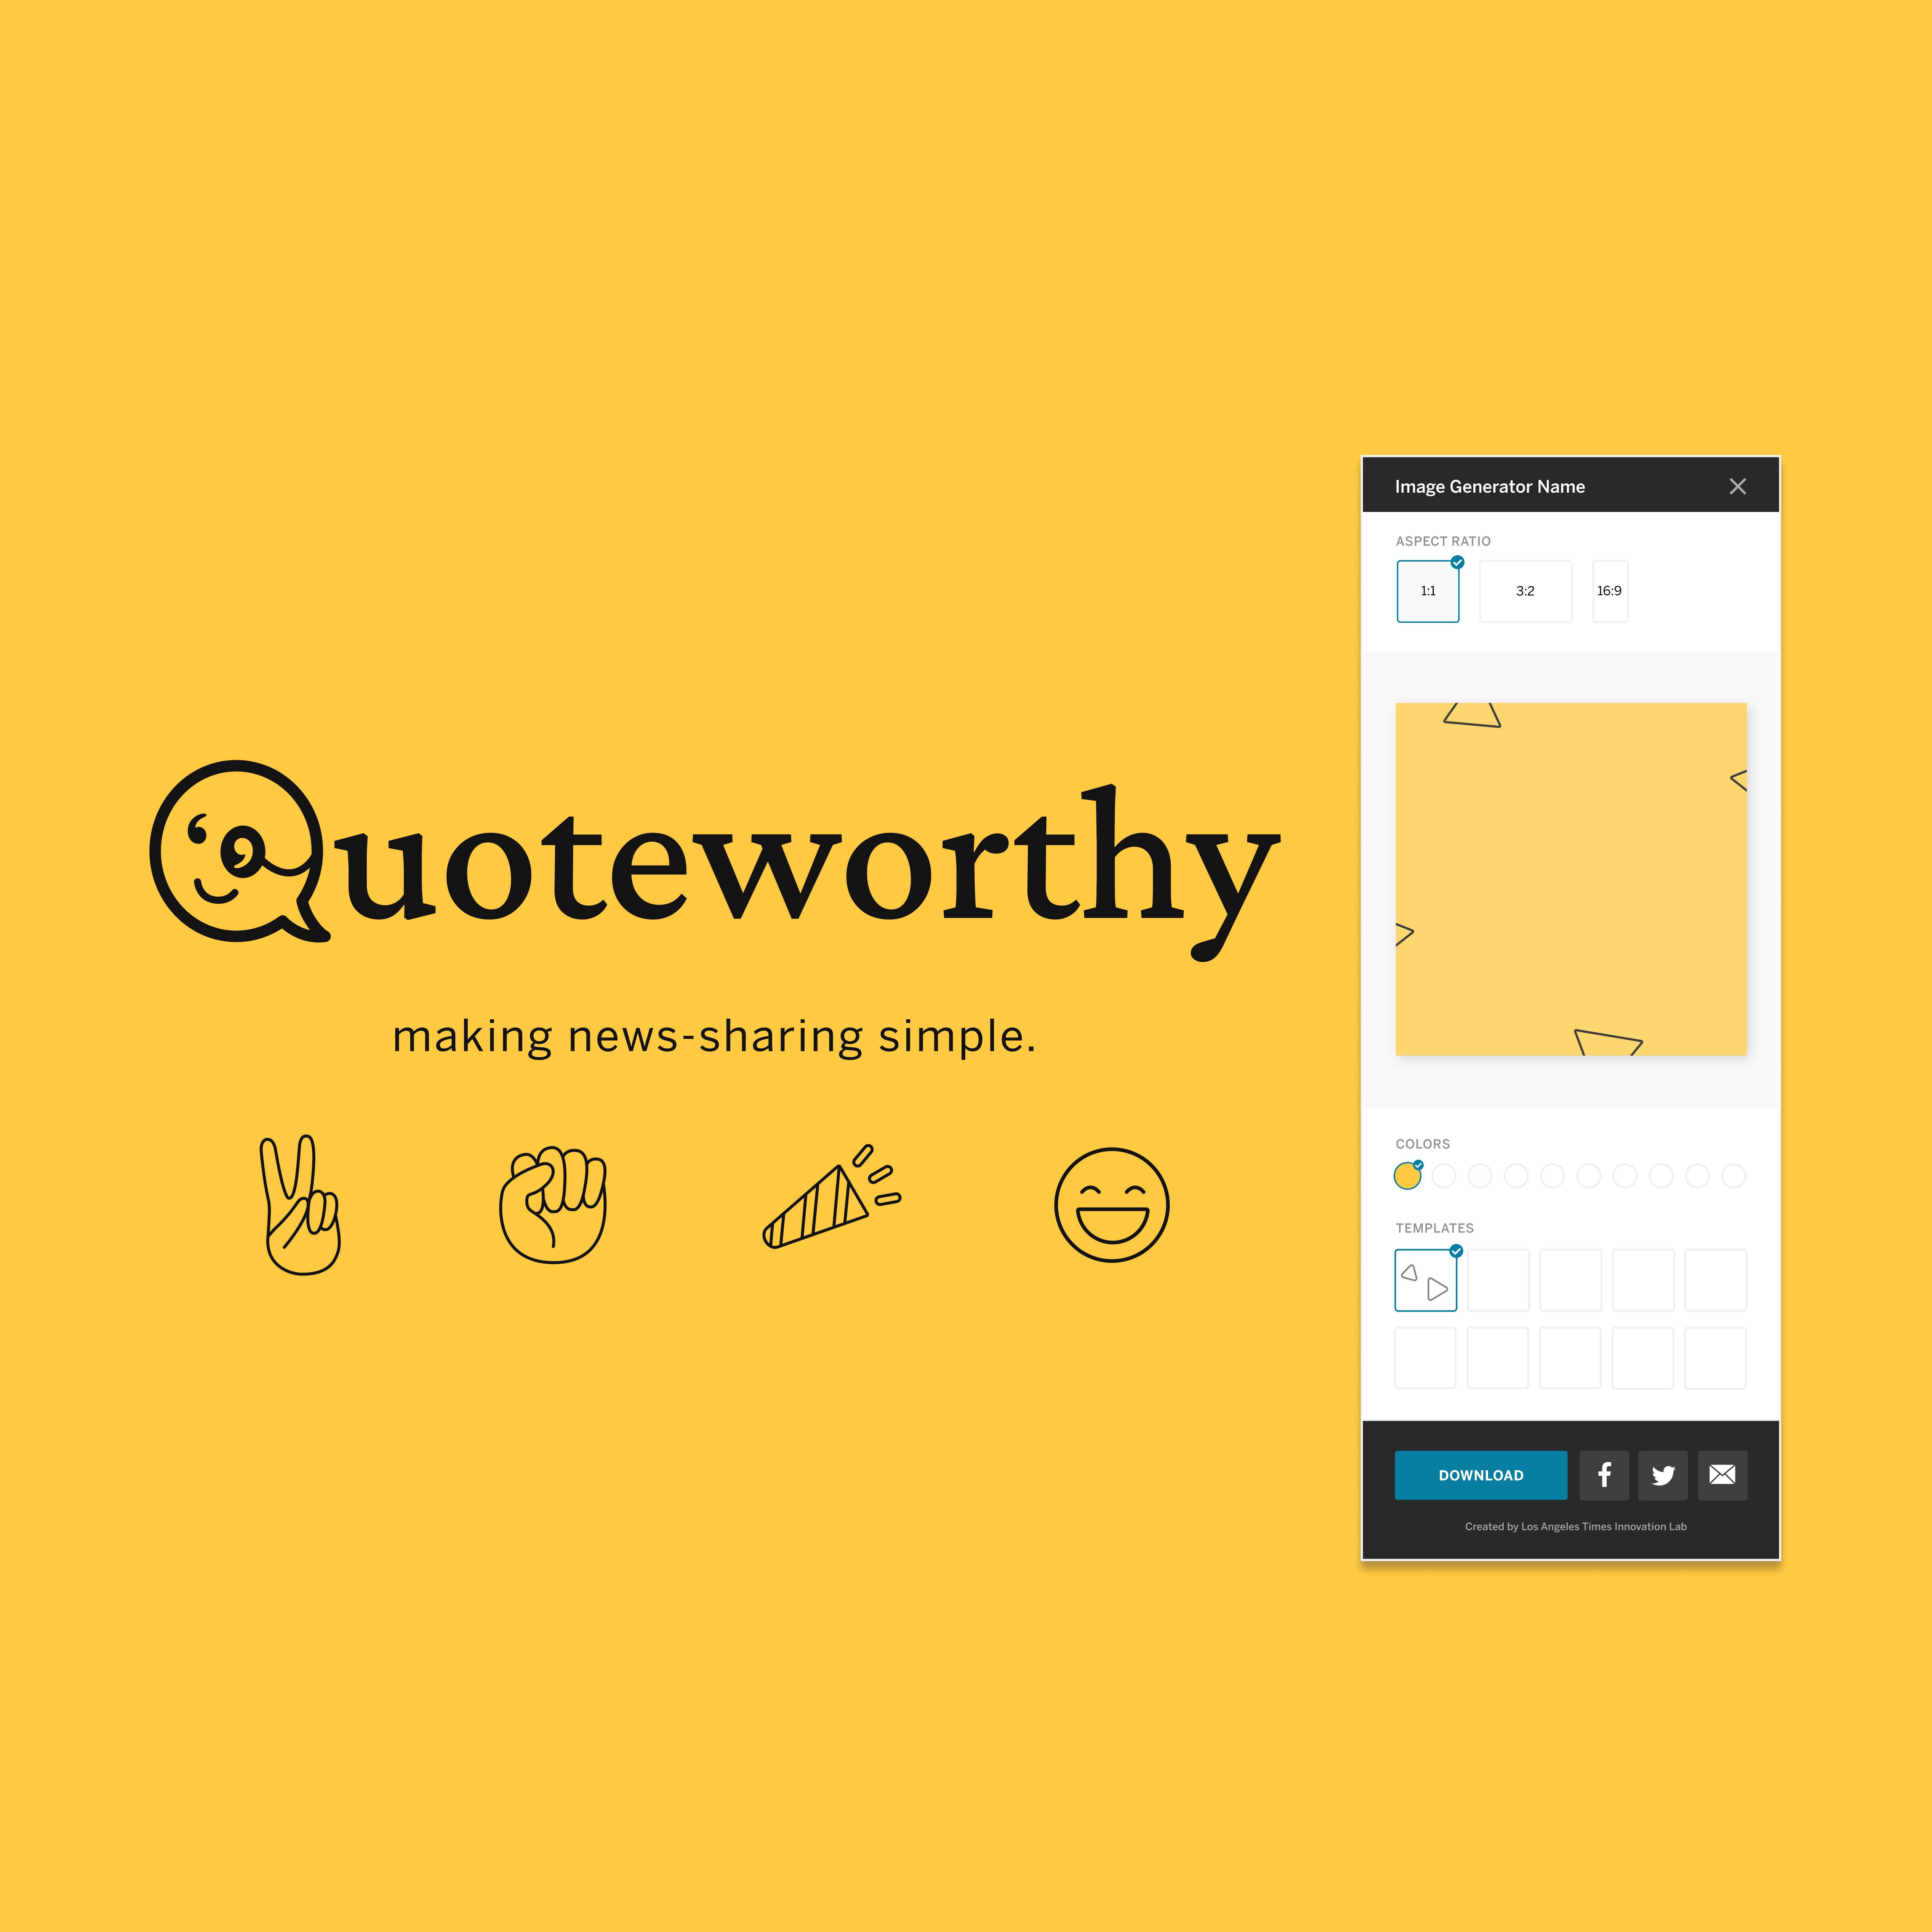 Quoteworthy
making news-sharing simple.
Image Generator Name
ASPECT RATIO
1:1
3:2
16:9
COLORS
TEMPLATES
DOWNLOAD
Created by Los Angeles Times Innovation Lab